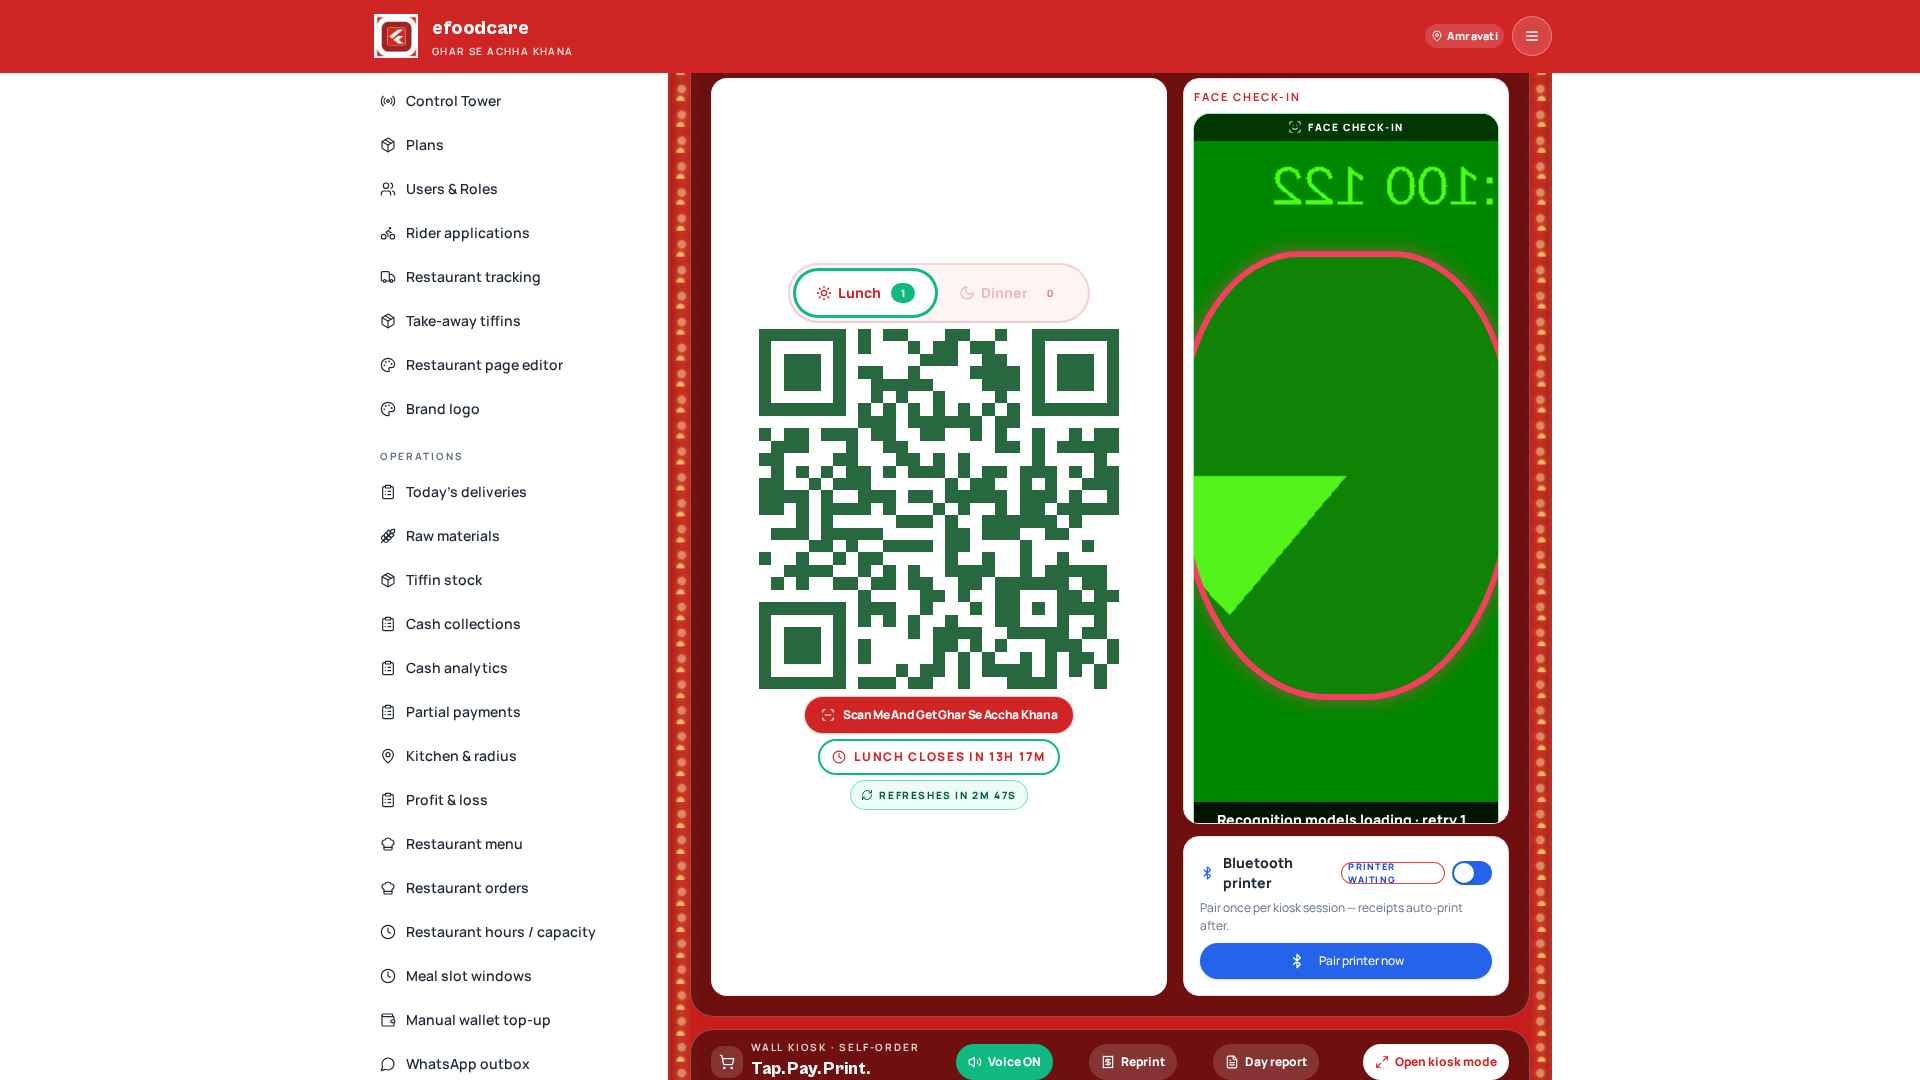 efoodcare
GHAR SE ACHHA KHANA
Amravati
Control Tower
Plans
Users & Roles
Rider applications
Restaurant tracking
Take-away tiffins
Restaurant page editor
Brand logo
OPERATIONS
Today's deliveries
Raw materials
Tiffin stock
Cash collections
Cash analytics
Partial payments
Kitchen & radius
Profit & loss
Restaurant menu
Restaurant orders
Restaurant hours / capacity
Meal slot windows
Manual wallet top-up
WhatsApp outbox
Lunch 1
Dinner 0
Scan Me And Get Ghar Se Accha Khana
LUNCH CLOSES IN 13H 17M
REFRESHES IN 2M 47S
FACE CHECK-IN
FACE CHECK-IN
:100 122
Recognition models loading · retry 1
Bluetooth
printer
PRINTER
WAITING
Pair once per kiosk session — receipts auto-print
after.
Pair printer now
WALL KIOSK · SELF-ORDER
Tap. Pay. Print.
Voice ON
Reprint
Day report
Open kiosk mode